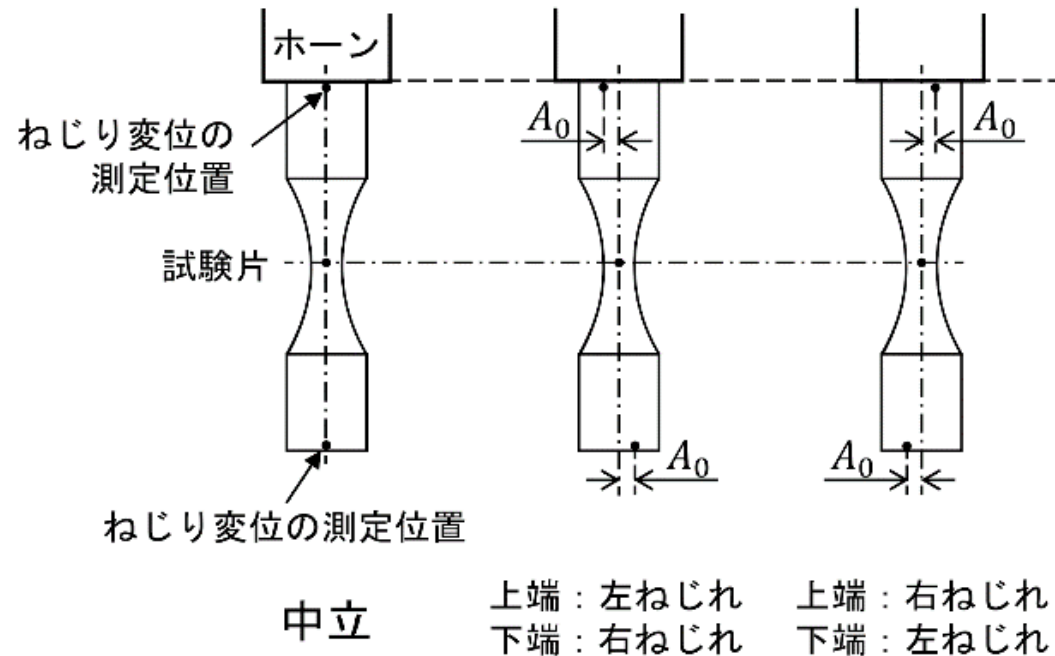 ホーン
ねじり変位の
測定位置
試験片
A₀
A₀
A₀
A₀
ねじり変位の測定位置
中立
上端：左ねじれ
下端：右ねじれ
上端：右ねじれ
下端：左ねじれ